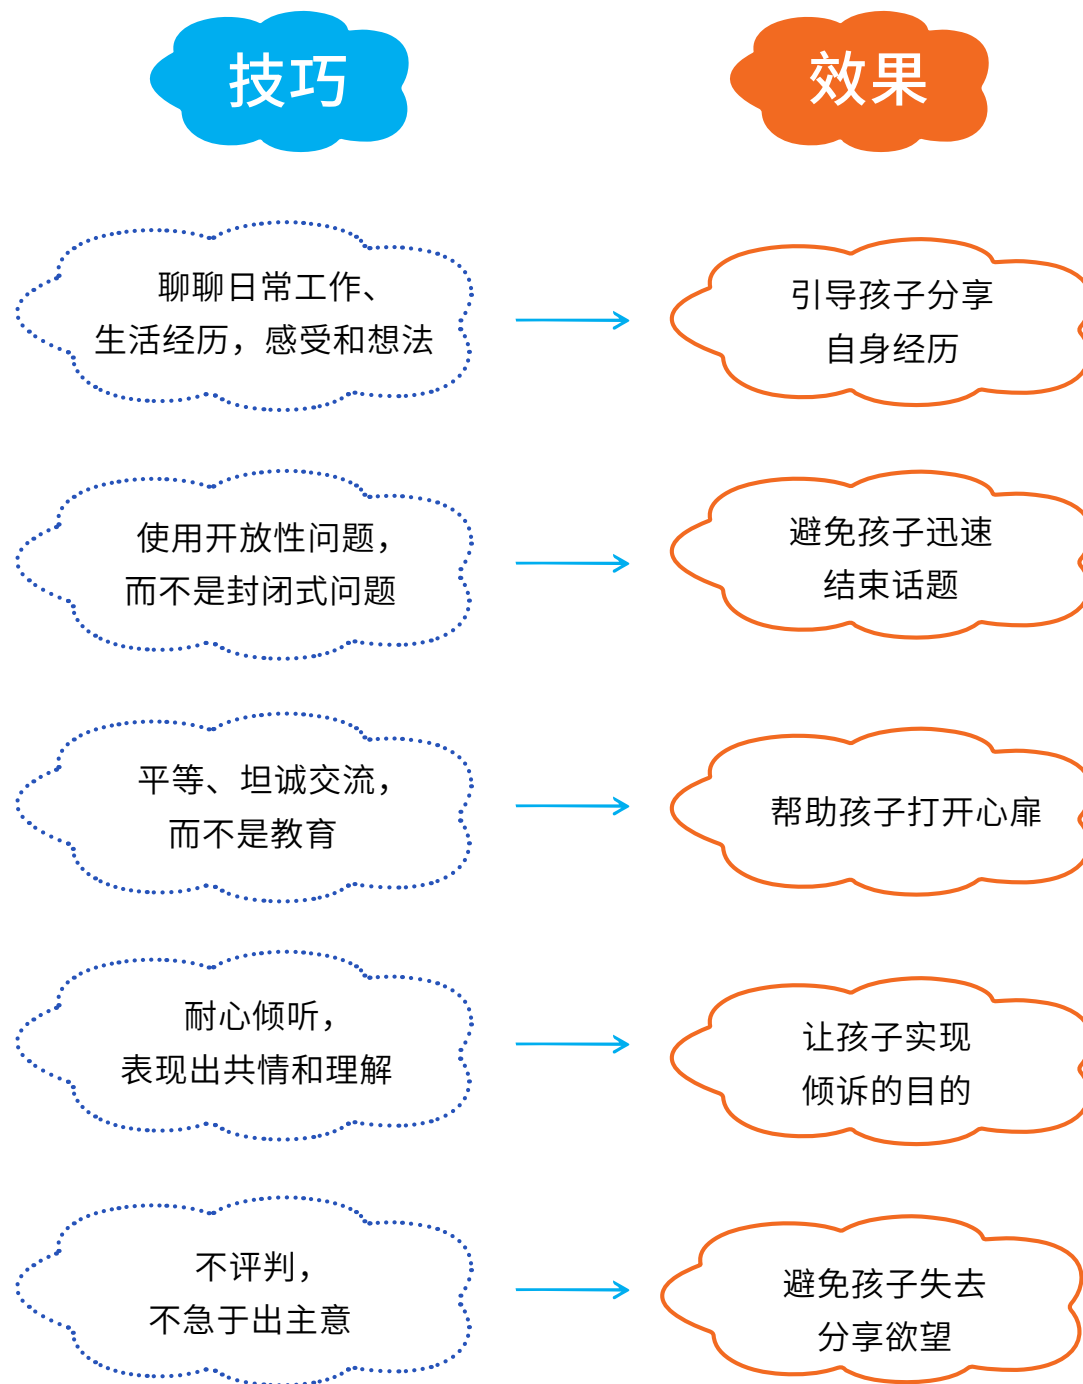 技巧
效果
聊聊日常工作、
生活经历，感受和想法
引导孩子分享
自身经历
使用开放性问题，
而不是封闭式问题
避免孩子迅速
结束话题
平等、坦诚交流，
而不是教育
帮助孩子打开心扉
耐心倾听，
表现出共情和理解
让孩子实现
倾诉的目的
不评判，
不急于出主意
避免孩子失去
分享欲望